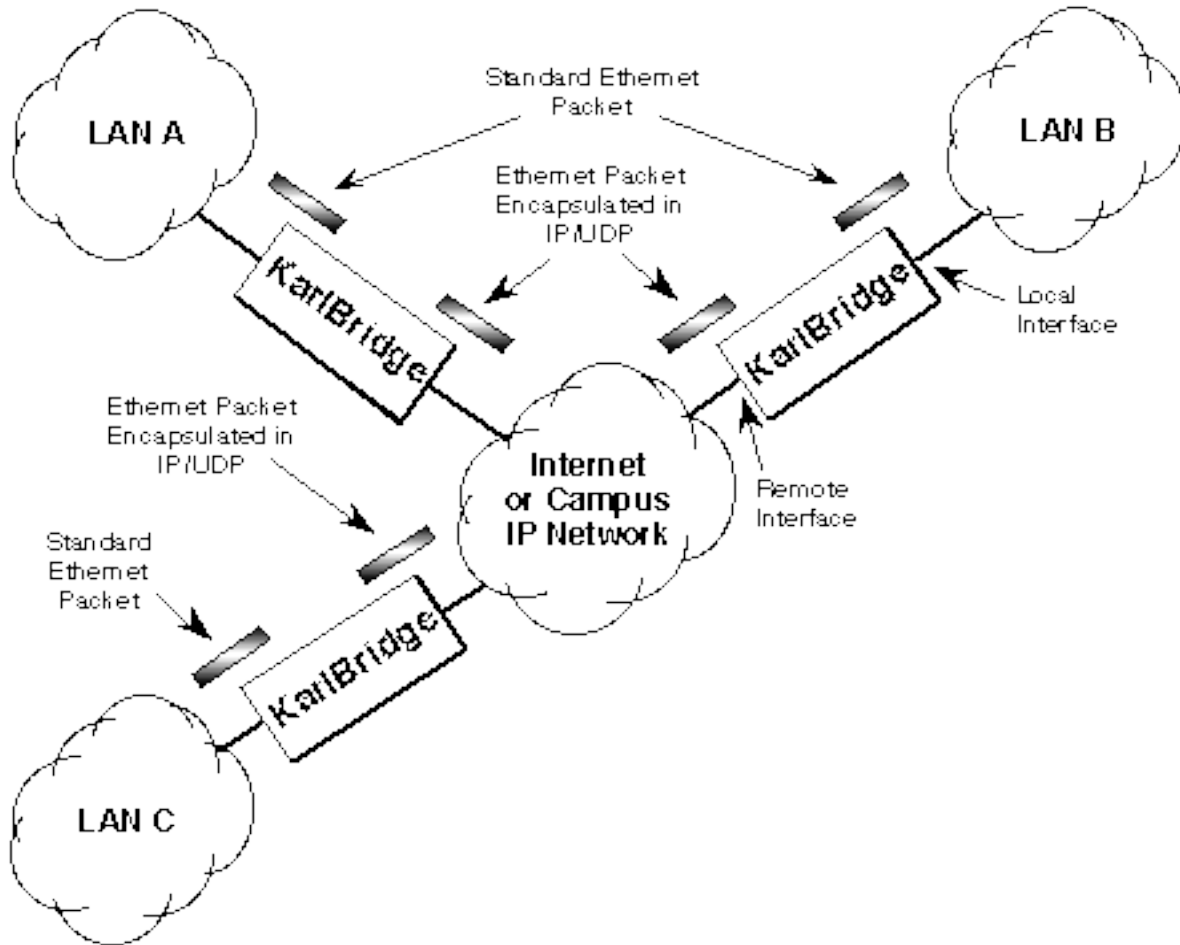 Standard Ethernet
Packet
LAN A
LAN B
Ethernet Packet
Encapsulated in
IP/UDP
KarlBridge
KarlBridge
Local
Interface
Ethernet Packet
Encapsulated in
IP/UDP
Internet
or Campus
IP Network
Remote
Interface
Standard
Ethernet
Packet
KarlBridge
LAN C